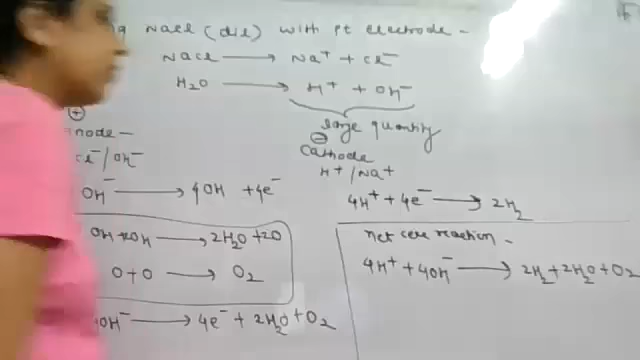 NaCl (dil) with pt electrode -
NaCl → Na⁺ + Cl⁻
H₂O → H⁺ + OH⁻
large quantity
⊕
node -
Cl⁻/OH⁻
⊖
Cathode
H⁺/Na⁺
OH⁻ → 4OH + 4e⁻
4H⁺ + 4e⁻ → 2H₂
OH + 4OH → 2H₂O + 2O
O + O → O₂
OH⁻ → 4e⁻ + 2H₂O + O₂
net cell reaction -
4H⁺ + 4OH⁻ → 2H₂ + 2H₂O + O₂